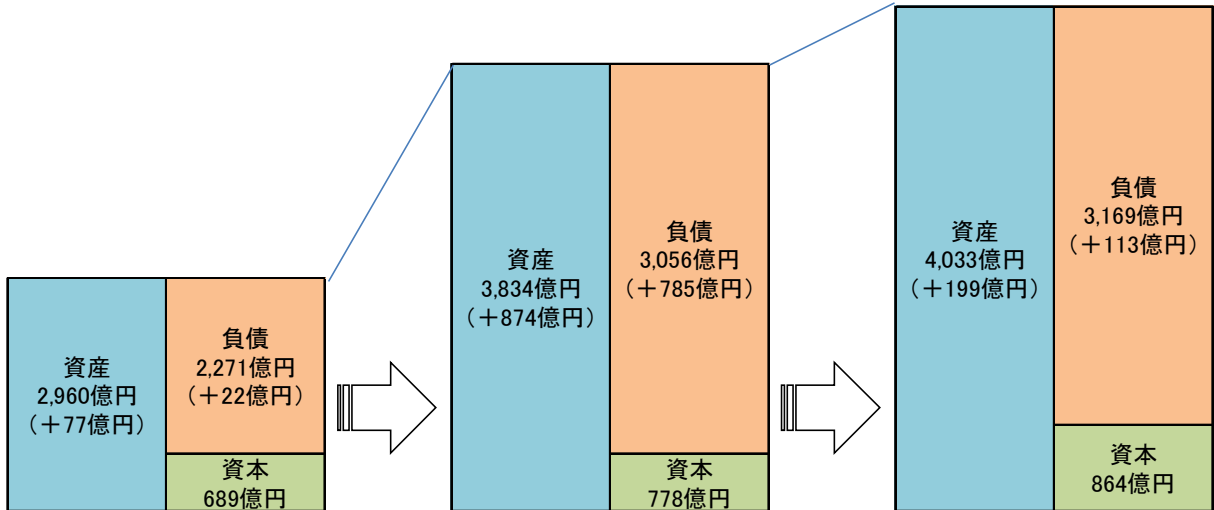 資産
2,960億円
(＋77億円)
負債
2,271億円
(＋22億円)
資本
689億円
資産
3,834億円
(＋874億円)
負債
3,056億円
(＋785億円)
資本
778億円
資産
4,033億円
(＋199億円)
負債
3,169億円
(＋113億円)
資本
864億円